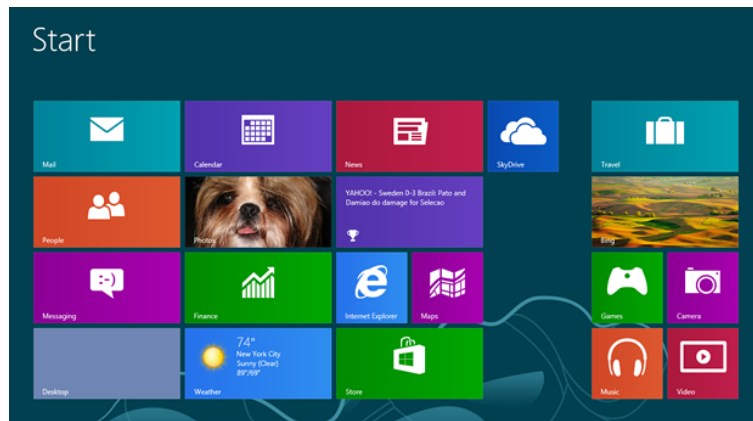 Start
Mail
Calendar
News
SkyDrive
Travel
People
Photos
YAHOO! - Sweden 0-3 Brazil: Pato and
Damiao do damage for Selecao
Bing
Messaging
Finance
Internet Explorer
Maps
Games
Camera
Desktop
74°
New York City
Sunny (Clear)
89°/69°
Weather
Store
Music
Video